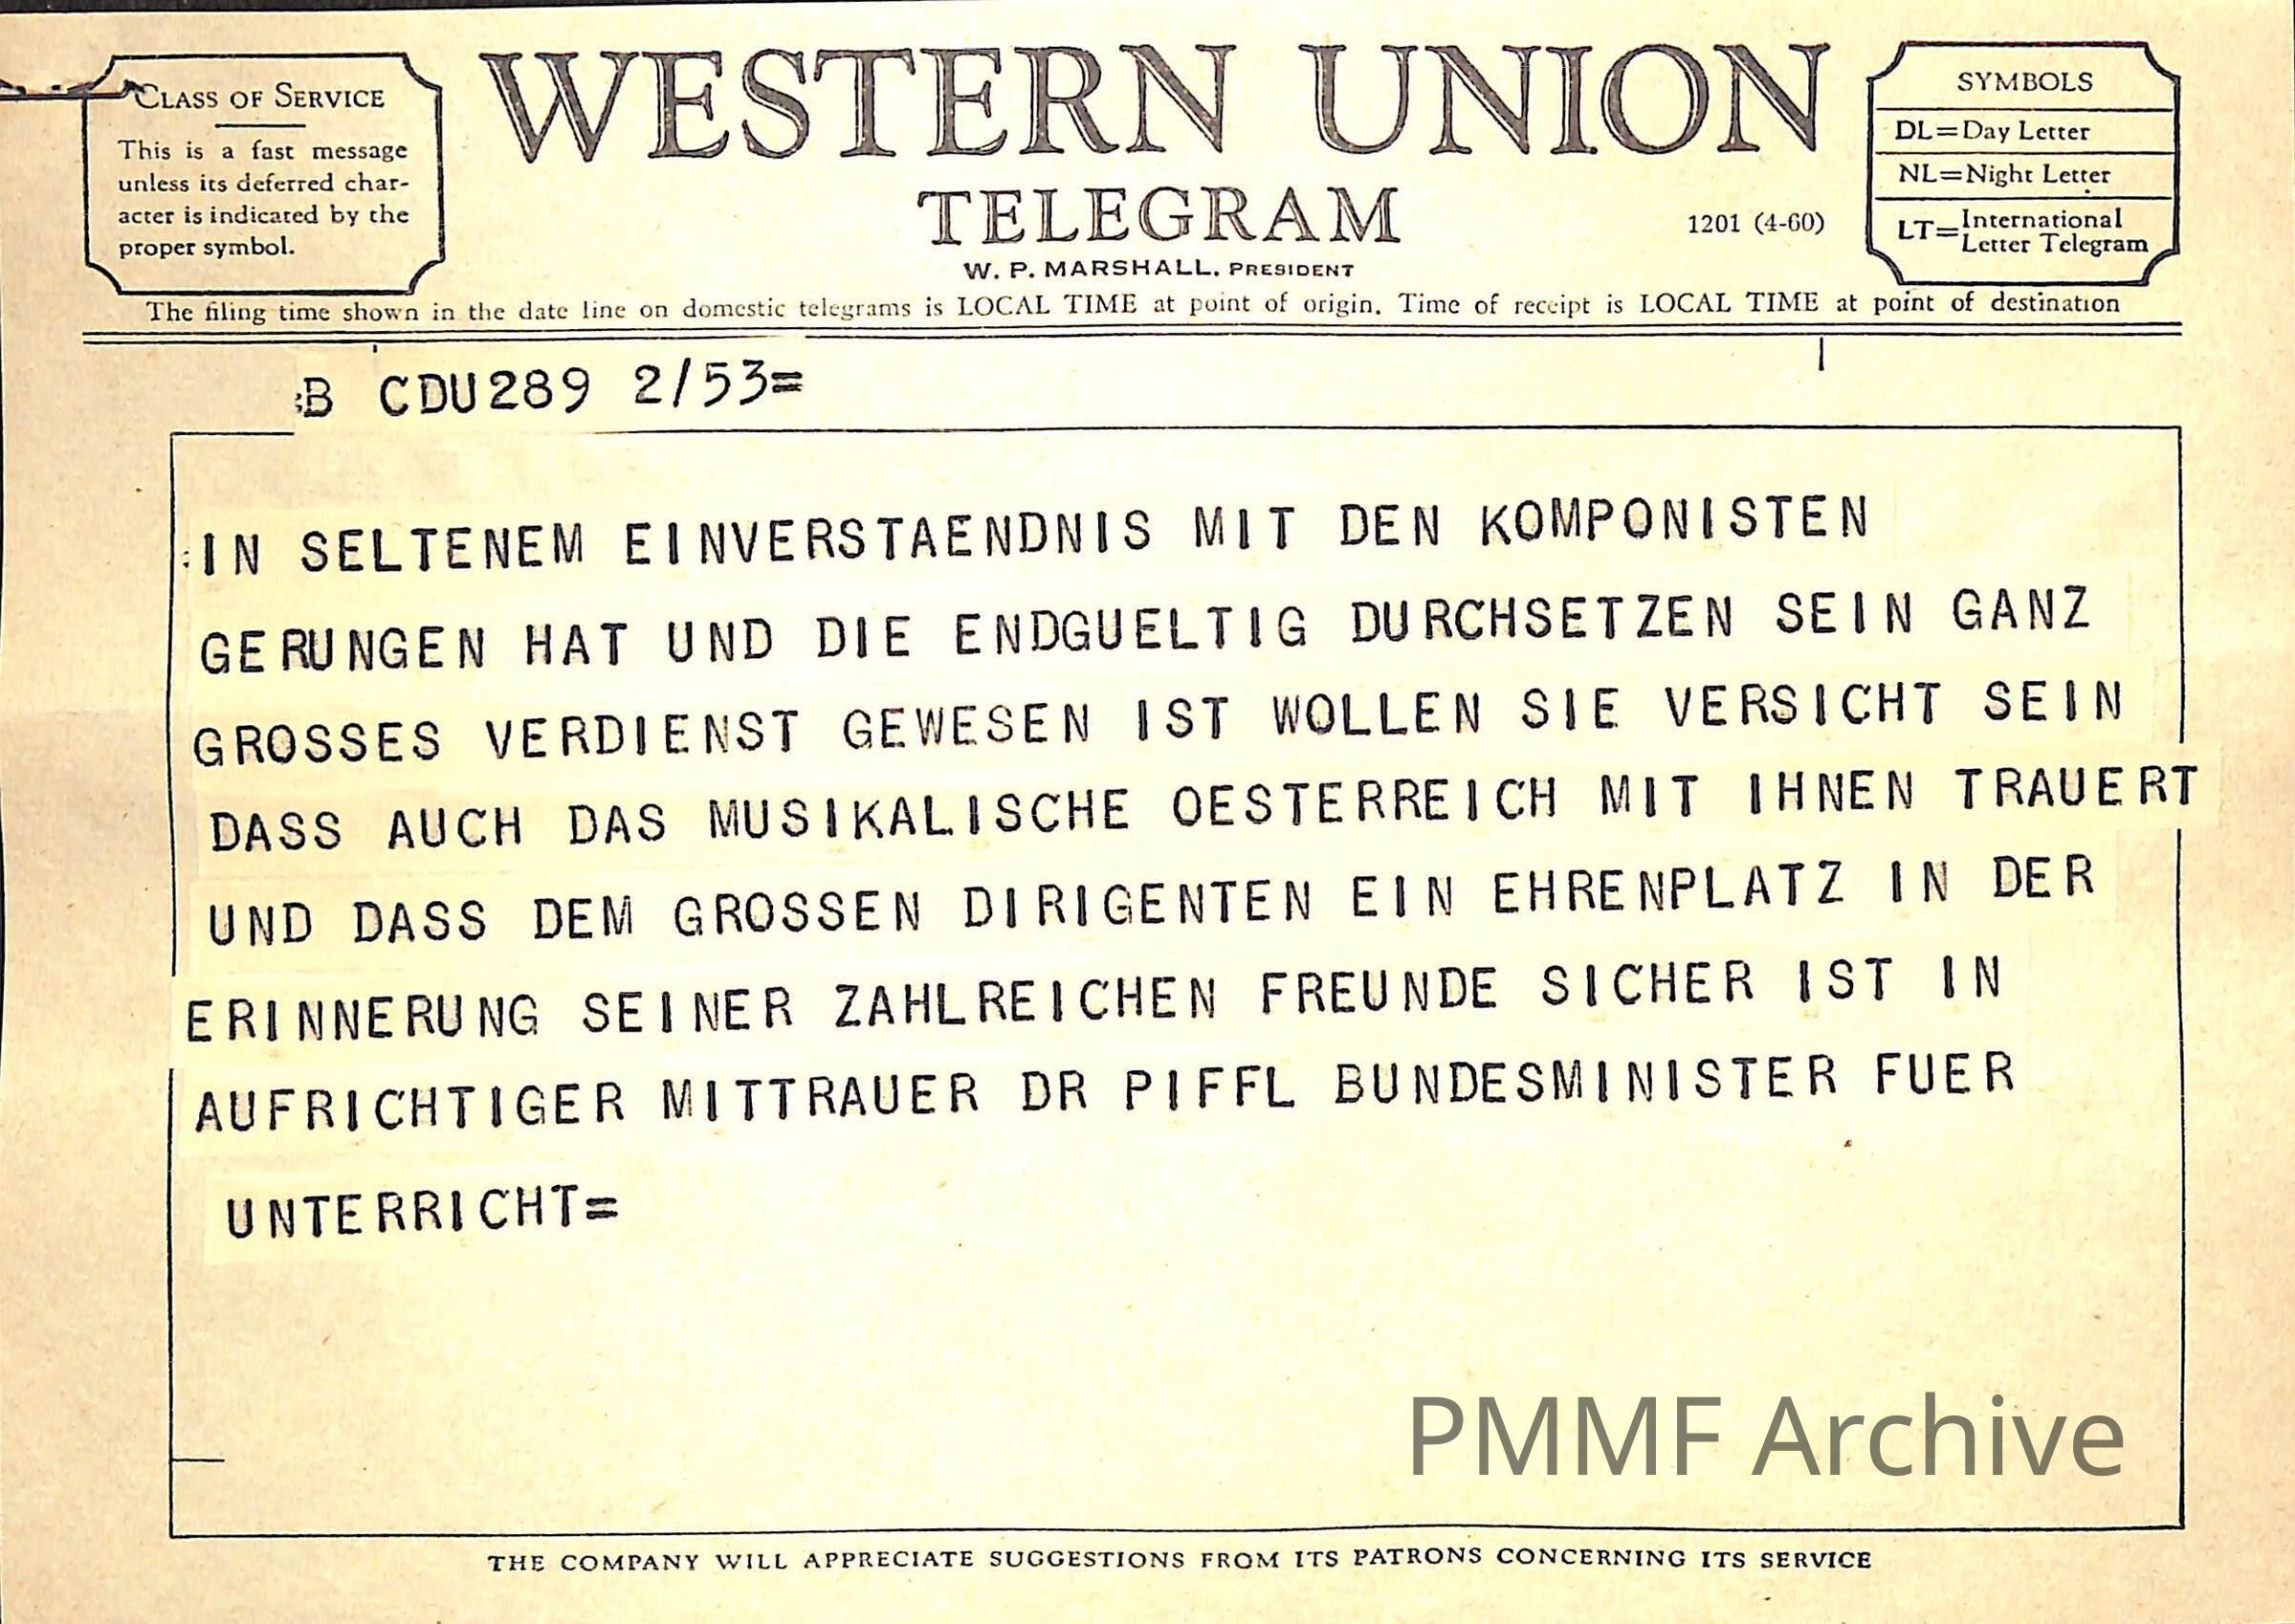 CLASS OF SERVICE
This is a fast message
unless its deferred char-
acter is indicated by the
proper symbol.
WESTERN UNION
TELEGRAM
1201 (4-60)
W. P. MARSHALL, PRESIDENT
SYMBOLS
DL=Day Letter
NL=Night Letter
LT=International
Letter Telegram
The filing time shown in the date line on domestic telegrams is LOCAL TIME at point of origin. Time of receipt is LOCAL TIME at point of destination
B CDU289 2/53=
IN SELTENEM EINVERSTAENDNIS MIT DEN KOMPONISTEN
GERUNGEN HAT UND DIE ENDGUELTIG DURCHSETZEN SEIN GANZ
GROSSES VERDIENST GEWESEN IST WOLLEN SIE VERSICHT SEIN
DASS AUCH DAS MUSIKALISCHE OESTERREICH MIT IHNEN TRAUERT
UND DASS DEM GROSSEN DIRIGENTEN EIN EHRENPLATZ IN DER
ERINNERUNG SEINER ZAHLREICHEN FREUNDE SICHER IST IN
AUFRICHTIGER MITTRAUER DR PIFFL BUNDESMINISTER FUER
UNTERRICHT=
PMMF Archive
THE COMPANY WILL APPRECIATE SUGGESTIONS FROM ITS PATRONS CONCERNING ITS SERVICE